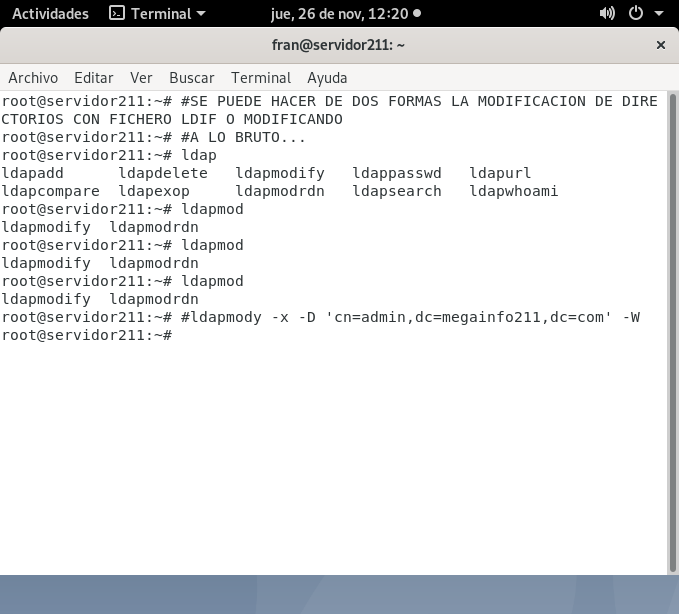 Actividades Terminal jue, 26 de nov, 12:20
fran@servidor211: ~
Archivo Editar Ver Buscar Terminal Ayuda
root@servidor211:~# #SE PUEDE HACER DE DOS FORMAS LA MODIFICACION DE DIRE
CTORIOS CON FICHERO LDIF O MODIFICANDO
root@servidor211:~# #A LO BRUTO...
root@servidor211:~# ldap
ldapadd ldapdelete ldapmodify ldappasswd ldapurl
ldapcompare ldapexop ldapmodrdn ldapsearch ldapwhoami
root@servidor211:~# ldapmod
ldapmodify ldapmodrdn
root@servidor211:~# ldapmod
ldapmodify ldapmodrdn
root@servidor211:~# ldapmod
ldapmodify ldapmodrdn
root@servidor211:~# #ldapmody -x -D 'cn=admin,dc=megainfo211,dc=com' -W
root@servidor211:~#